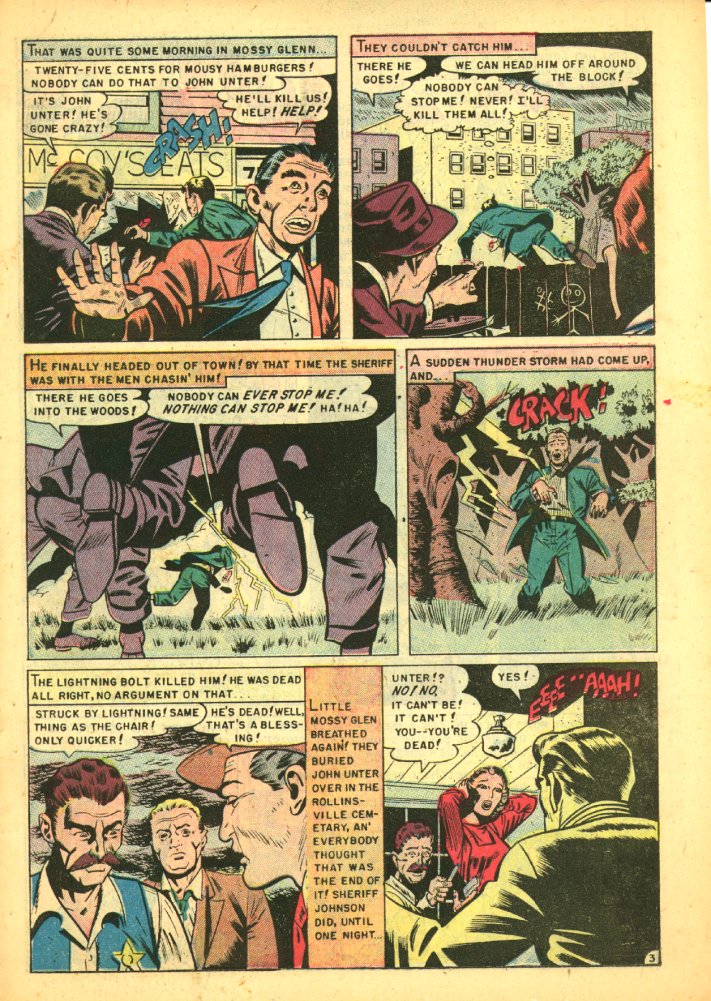 THAT WAS QUITE SOME MORNING IN MOSSY GLENN...
TWENTY-FIVE CENTS FOR MOUSY HAMBURGERS!
NOBODY CAN DO THAT TO JOHN UNTER!
IT'S JOHN
UNTER! HE'S
GONE CRAZY!
HE'LL KILL US!
HELP! HELP!
CRASH!
McCOY'S EATS
7
THEY COULDN'T CATCH HIM...
THERE HE
GOES!
WE CAN HEAD HIM OFF AROUND
THE BLOCK!
NOBODY CAN
STOP ME! NEVER! I'LL
KILL THEM ALL!
HE FINALLY HEADED OUT OF TOWN! BY THAT TIME THE SHERIFF
WAS WITH THE MEN CHASIN' HIM!
THERE HE GOES
INTO THE WOODS!
NOBODY CAN EVER STOP ME!
NOTHING CAN STOP ME! HA! HA!
A SUDDEN THUNDER STORM HAD COME UP,
AND...
CRACK!
THE LIGHTNING BOLT KILLED HIM! HE WAS DEAD
ALL RIGHT, NO ARGUMENT ON THAT...
STRUCK BY LIGHTNING! SAME
THING AS THE CHAIR!
ONLY QUICKER!
HE'S DEAD! WELL,
THAT'S A BLESS-
ING!
LITTLE
MOSSY GLEN
BREATHED
AGAIN! THEY
BURIED
JOHN UNTER
OVER IN THE
ROLLINS-
VILLE CEM-
ETARY, AN'
EVERYBODY
THOUGHT
THAT WAS
THE END OF
IT! SHERIFF
JOHNSON
DID, UNTIL
ONE NIGHT...
UNTER!?
NO! NO,
IT CAN'T BE!
IT CAN'T!
YOU--YOU'RE
DEAD!
YES!
EEEE··AAAH!
3